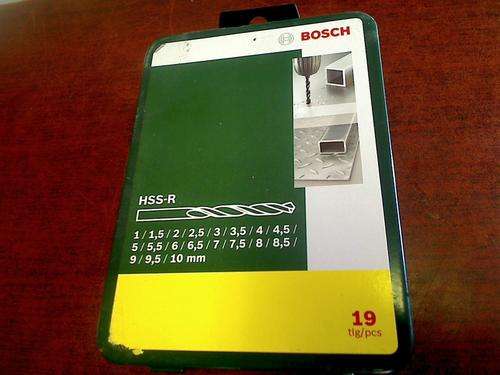 BOSCH
HSS-R
1 / 1,5 / 2 / 2,5 / 3 / 3,5 / 4 / 4,5 /
5 / 5,5 / 6 / 6,5 / 7 / 7,5 / 8 / 8,5 /
9 / 9,5 / 10 mm
19
tlg/pcs